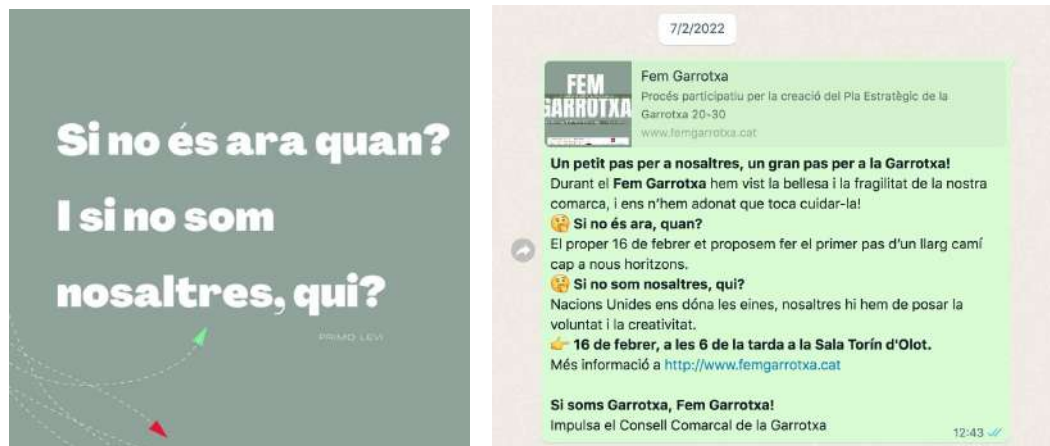 Si no és ara quan?
I si no som
nosaltres, qui?
PRIMO LEVI
7/2/2022
FEM
GARROTXA
Fem Garrotxa
Procés participatiu per la creació del Pla Estratègic de la
Garrotxa 20-30
www.femgarrotxa.cat
Un petit pas per a nosaltres, un gran pas per a la Garrotxa!
Durant el Fem Garrotxa hem vist la bellesa i la fragilitat de la nostra
comarca, i ens n'hem adonat que toca cuidar-la!
🤔 Si no és ara, quan?
El proper 16 de febrer et proposem fer el primer pas d'un llarg camí
cap a nous horitzons.
🤔 Si no som nosaltres, qui?
Nacions Unides ens dóna les eines, nosaltres hi hem de posar la
voluntat i la creativitat.
👉 16 de febrer, a les 6 de la tarda a la Sala Torín d'Olot.
Més informació a http://www.femgarrotxa.cat
Si soms Garrotxa, Fem Garrotxa!
Impulsa el Consell Comarcal de la Garrotxa
12:43